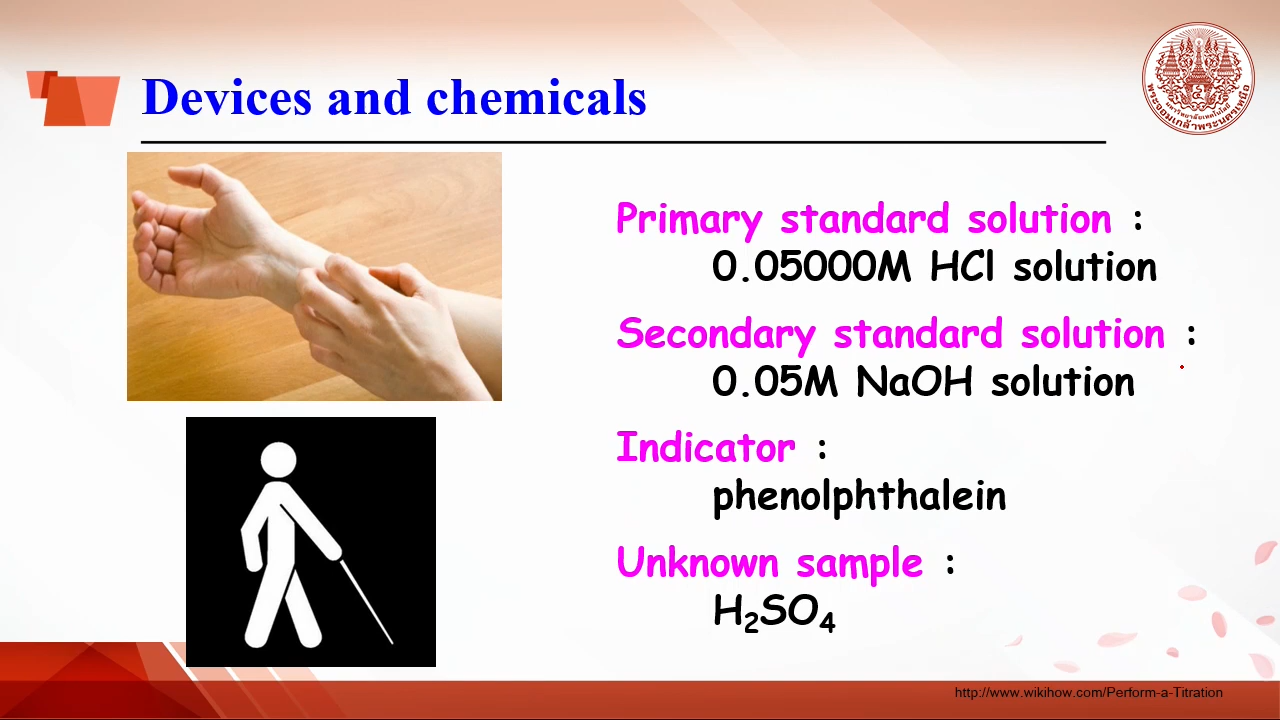 Devices and chemicals
Primary standard solution :
0.05000M HCl solution
Secondary standard solution :
0.05M NaOH solution
Indicator :
phenolphthalein
Unknown sample :
H₂SO₄
http://www.wikihow.com/Perform-a-Titration